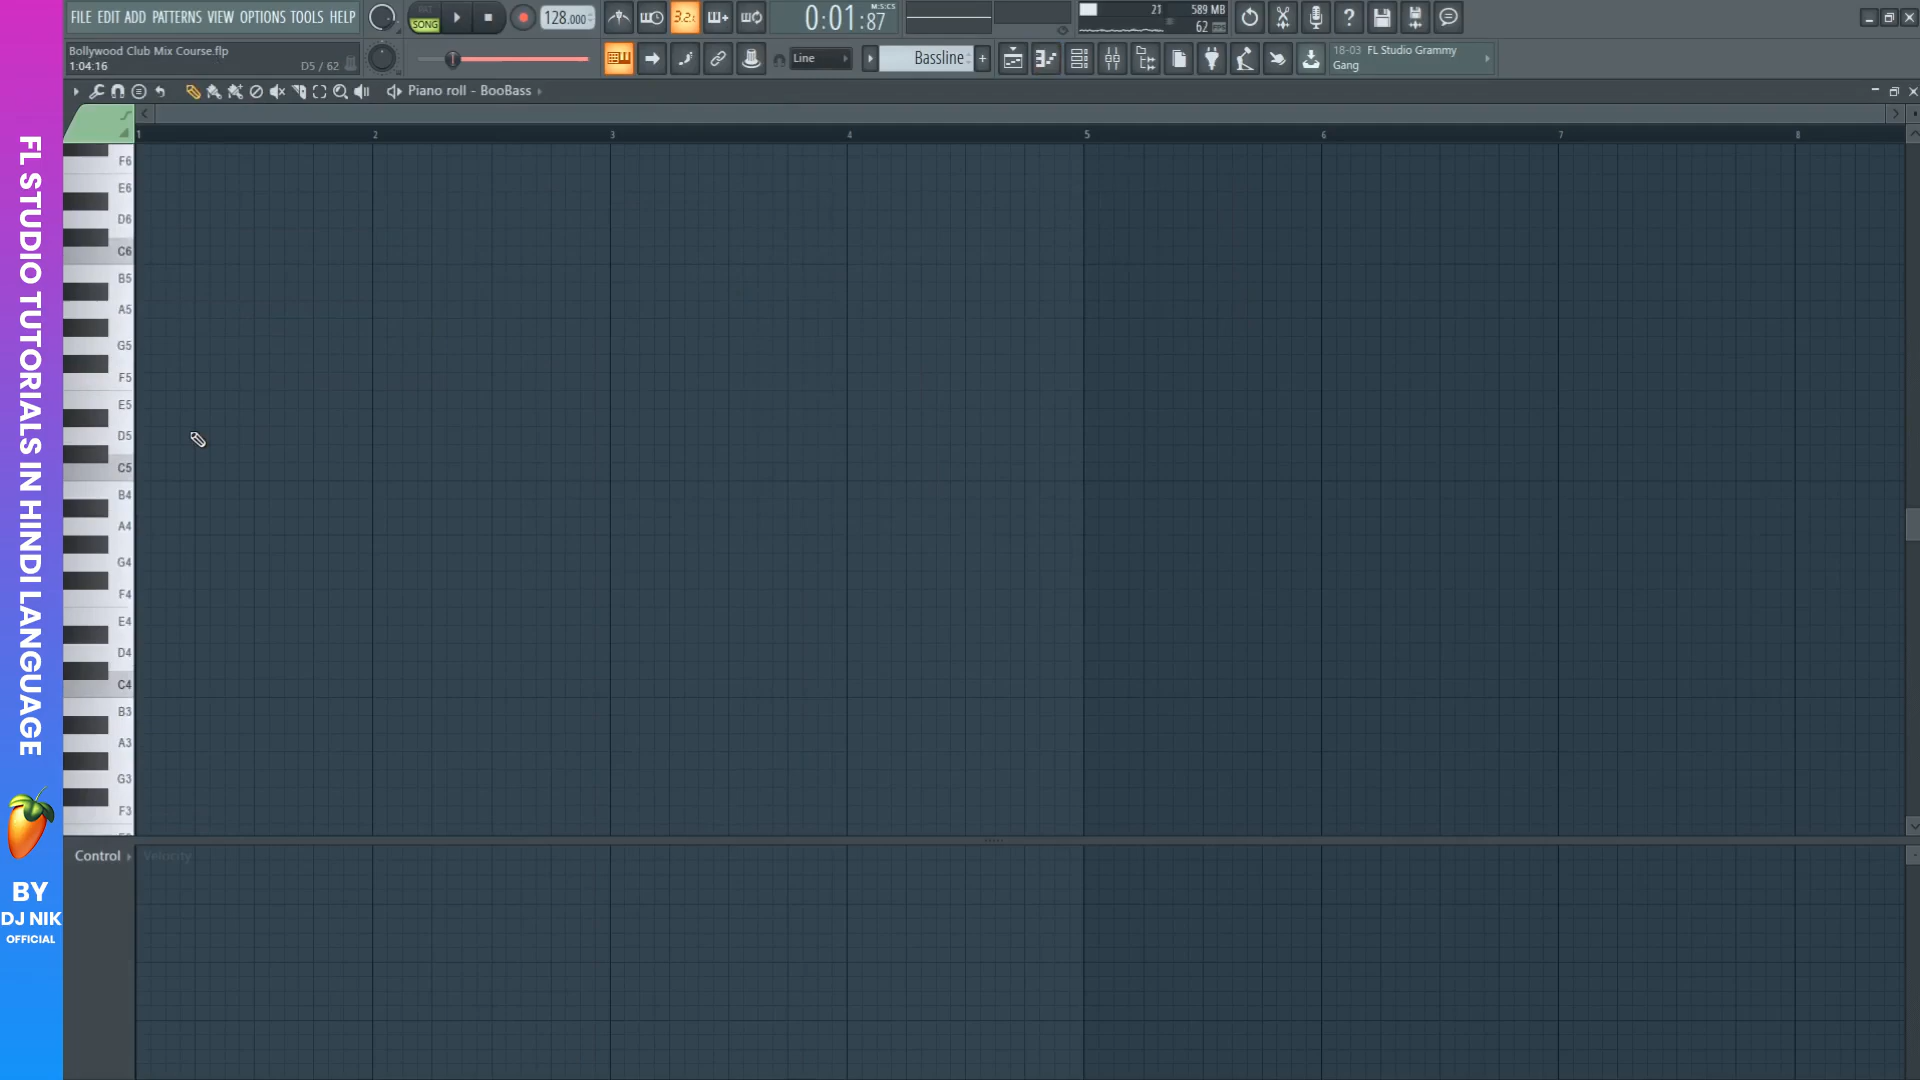 FILE EDIT ADD PATTERNS VIEW OPTIONS TOOLS HELP
SONG
128.000
3.2:
0:01:87
M:S:CS
21
589 MB
62
Bollywood Club Mix Course.flp
1:04:16
D5 / 62
Line
Bassline
18-03 FL Studio Grammy
Gang
Piano roll - BooBass
1 2 3 4 5 6 7 8
F6
E6
D6
C6
B5
A5
G5
F5
E5
D5
C5
B4
A4
G4
F4
E4
D4
C4
B3
A3
G3
F3
Control
Velocity
FL STUDIO TUTORIALS IN HINDI LANGUAGE
BY
DJ NIK
OFFICIAL